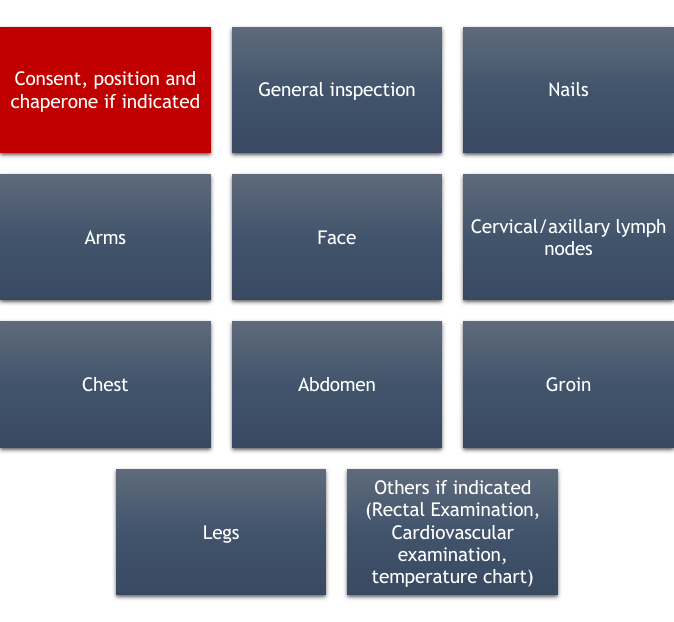 Consent, position and
chaperone if indicated
General inspection
Nails
Arms
Face
Cervical/axillary lymph
nodes
Chest
Abdomen
Groin
Legs
Others if indicated
(Rectal Examination,
Cardiovascular
examination,
temperature chart)